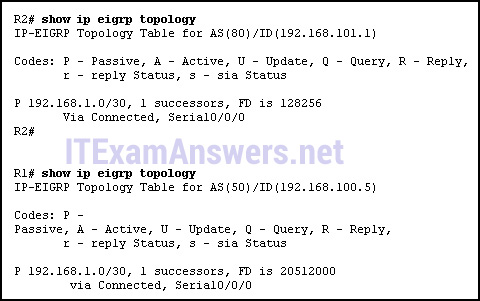 R2# show ip eigrp topology
IP-EIGRP Topology Table for AS(80)/ID(192.168.101.1)
Codes: P - Passive, A - Active, U - Update, Q - Query, R - Reply,
r - reply Status, s - sia Status
P 192.168.1.0/30, 1 successors, FD is 128256
Via Connected, Serial0/0/0
R2#
ITExamAnswers.net
R1# show ip eigrp topology
IP-EIGRP Topology Table for AS(50)/ID(192.168.100.5)
Codes: P -
Passive, A - Active, U - Update, Q - Query, R - Reply,
r - reply Status, s - sia Status
P 192.168.1.0/30, 1 successors, FD is 20512000
via Connected, Serial0/0/0